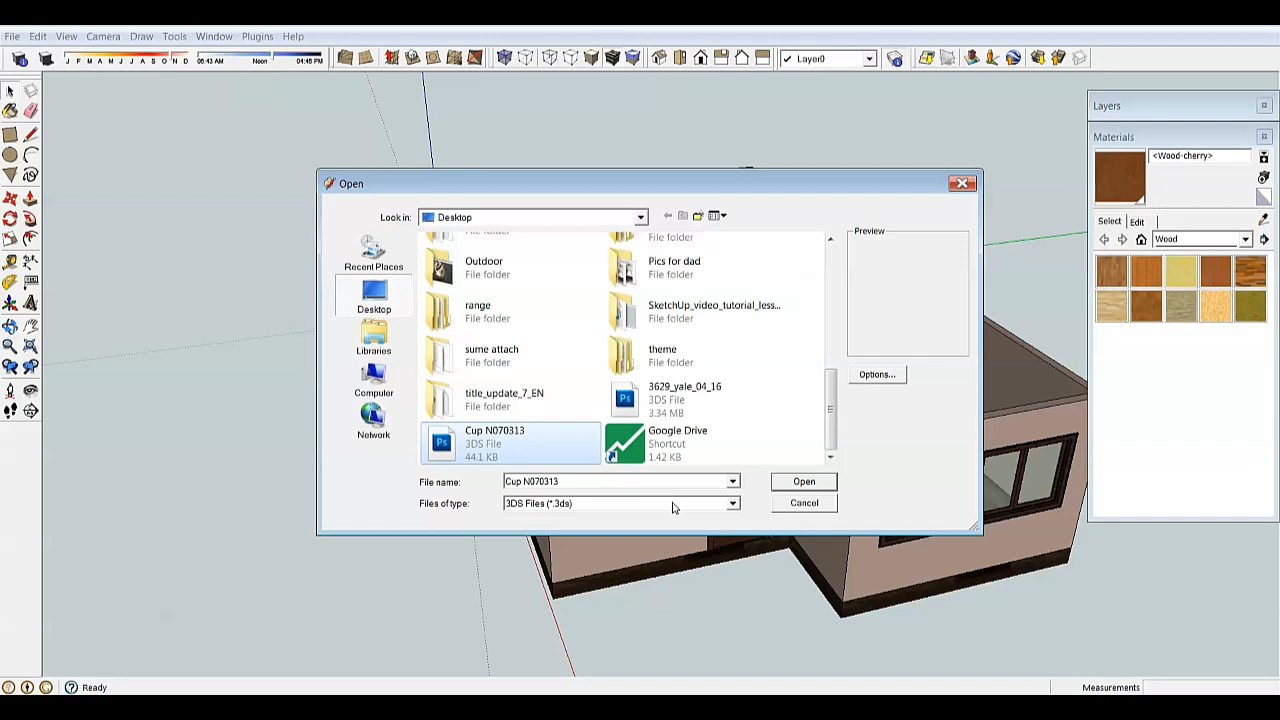 File Edit View Camera Draw Tools Window Plugins Help
J F M A M J J A S O N D 06:43 AM Noon 04:45 PM Layer0
Layers
Materials
<Wood-cherry>
Select Edit
Wood
Open
Look in: Desktop
Preview
File folder File folder
Recent Places
Outdoor Pics for dad
File folder File folder
Desktop
range SketchUp_video_tutorial_less...
File folder File folder
Libraries
sume attach theme
File folder File folder
Options...
Computer
title_update_7_EN 3629_yale_04_16
File folder 3DS File
3.34 MB
Network
Cup N070313 Google Drive
3DS File Shortcut
44.1 KB 1.42 KB
Ps
Ps
File name: Cup N070313 Open
Files of type: 3DS Files (*.3ds) Cancel
Ready Measurements